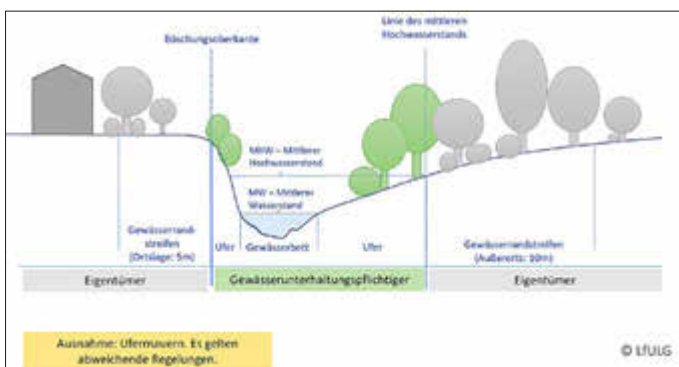 Böschungsoberkante
Linie des mittleren
Hochwasserstands
MHW – Mittlerer
Hochwasserstand
MW – Mittlerer
Wasserstand
Gewässerrand-
streifen
(Ortslage: 5m)
Ufer
Gewässerbett
Ufer
Gewässerrandstreifen
(Außerorts: 10m)
Eigentümer
Gewässerunterhaltungspflichtiger
Eigentümer
Ausnahme: Ufermauern. Es gelten
abweichende Regelungen.
© LfULG